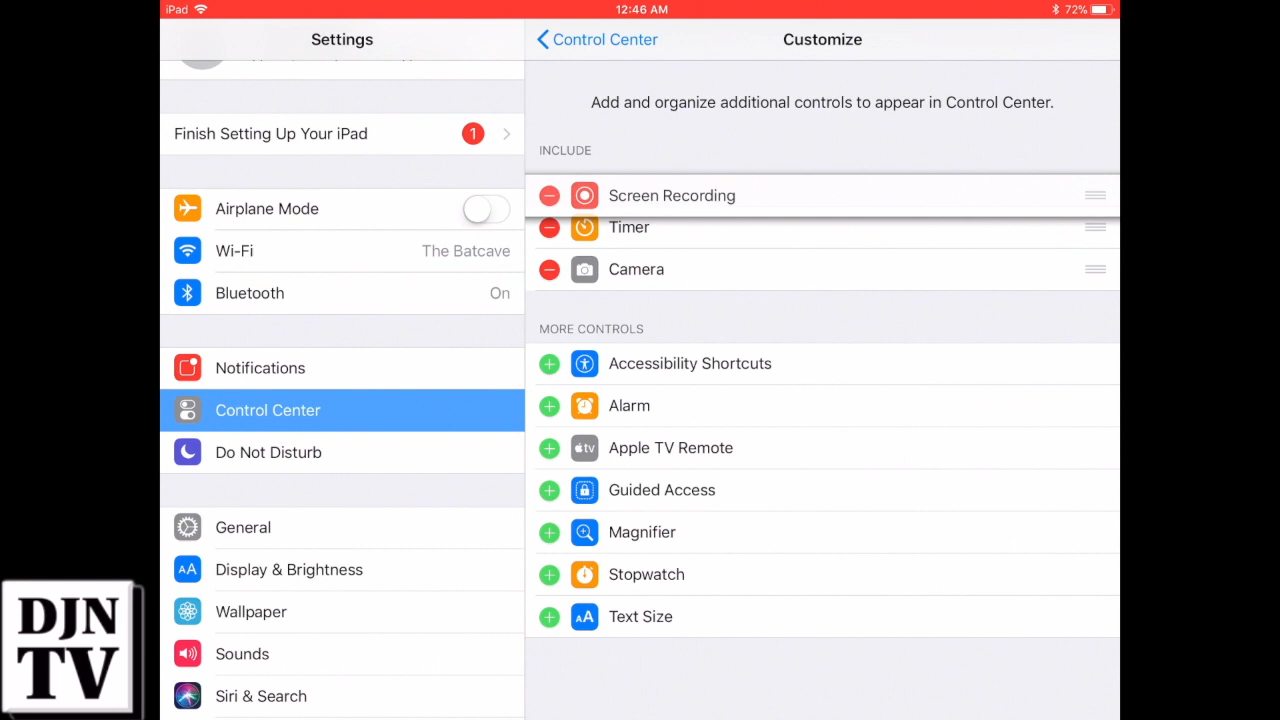 iPad 12:46 AM 72%
Settings
Finish Setting Up Your iPad 1
Airplane Mode
Wi-Fi The Batcave
Bluetooth On
Notifications
Control Center
Do Not Disturb
General
AA Display & Brightness
Wallpaper
Sounds
Siri & Search
Control Center Customize
Add and organize additional controls to appear in Control Center.
INCLUDE
Screen Recording
Timer
Camera
MORE CONTROLS
Accessibility Shortcuts
Alarm
tv Apple TV Remote
Guided Access
Magnifier
Stopwatch
AA Text Size
DJN
TV